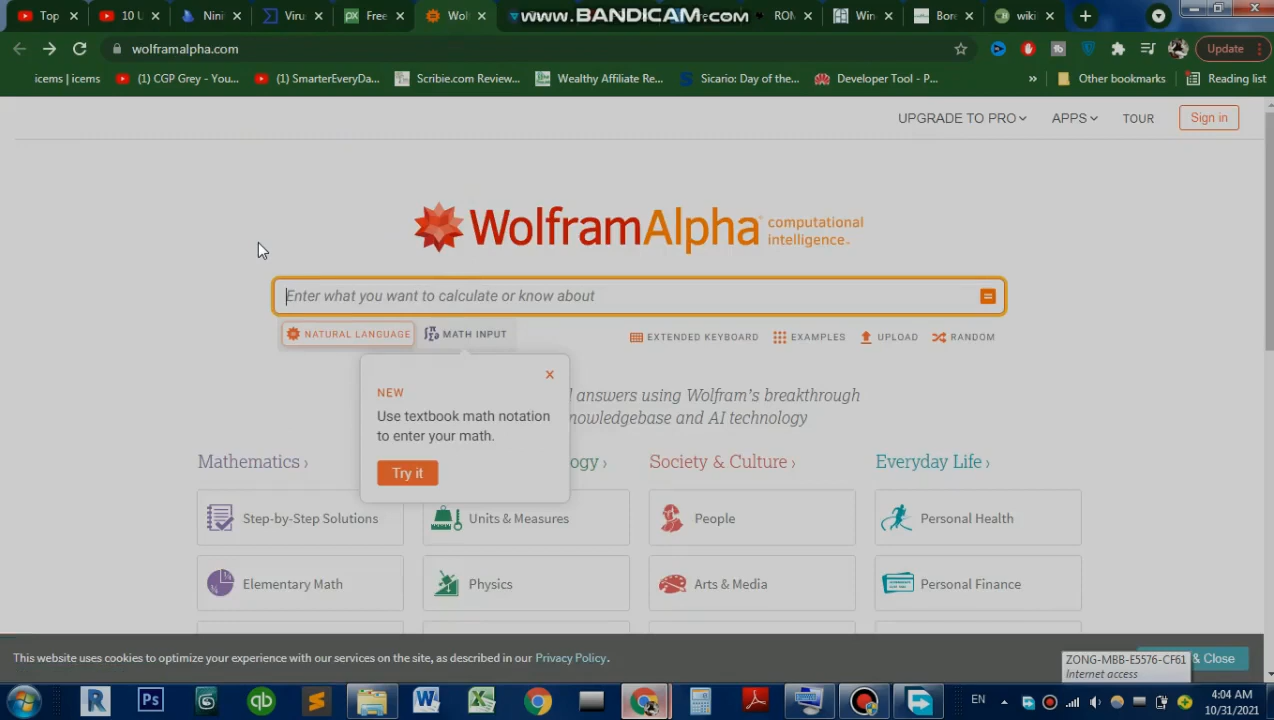 Top
10 U
Nini
Viru
Free
Wol
www.BANDICAM.com
RON
Win
Bore
wiki
wolframalpha.com
Update
icems | icems
(1) CGP Grey - You...
(1) SmarterEveryDa...
Scribie.com Review...
Wealthy Affiliate Re...
Sicario: Day of the...
Developer Tool - P...
»
Other bookmarks
Reading list
UPGRADE TO PRO
APPS
TOUR
Sign in
WolframAlpha computational intelligence.
Enter what you want to calculate or know about
NATURAL LANGUAGE
MATH INPUT
EXTENDED KEYBOARD
EXAMPLES
UPLOAD
RANDOM
NEW
Use textbook math notation
to enter your math.
Try it
answers using Wolfram's breakthrough
nowledgebase and AI technology
Mathematics ›
ogy ›
Society & Culture ›
Everyday Life ›
Step-by-Step Solutions
Units & Measures
People
Personal Health
Elementary Math
Physics
Arts & Media
Personal Finance
This website uses cookies to optimize your experience with our services on the site, as described in our Privacy Policy.
& Close
ZONG-MBB-E5576-CF61
Internet access
EN
4:04 AM
10/31/2021